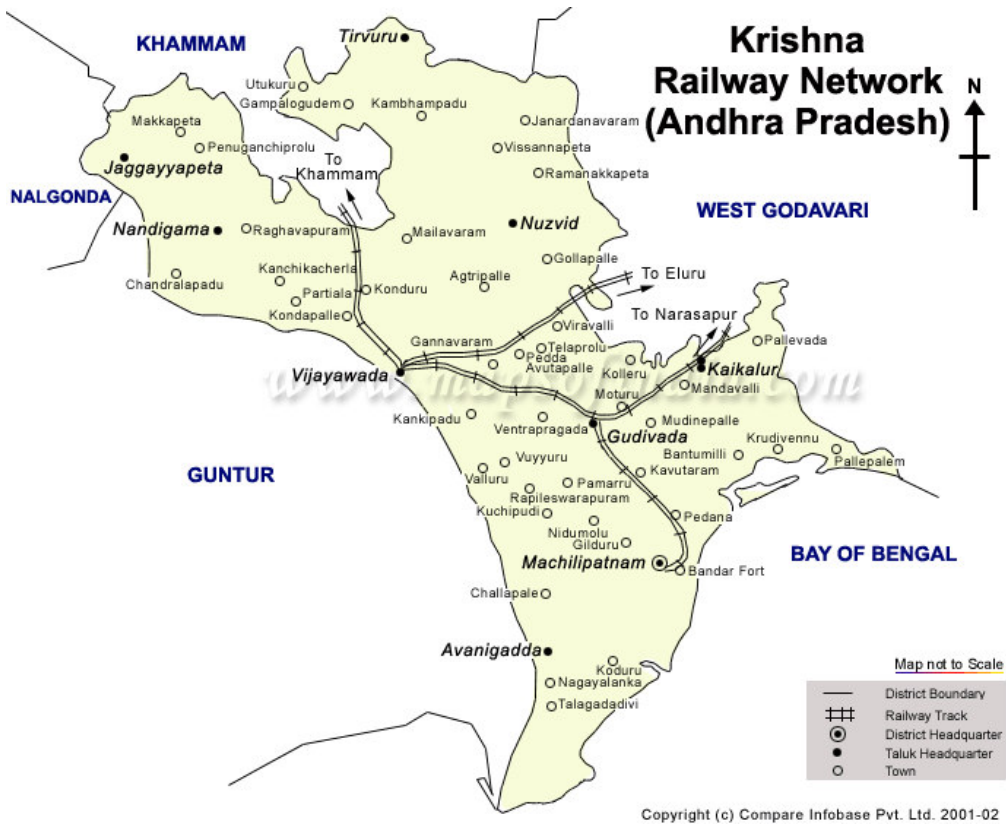 Krishna
Railway Network
(Andhra Pradesh)
N
KHAMMAM
Tirvuru
Utukuru
Gampalogudem
Kambhampadu
Makkapeta
Janardanavaram
Penuganchiprolu
Vissannapeta
Jaggayyapeta
To
Khammam
Ramanakkapeta
NALGONDA
WEST GODAVARI
Nandigama
Raghavapuram
Mailavaram
Nuzvid
Gollapalle
Chandralapadu
Kanchikacherla
Agtripalle
To Eluru
Partiala
Konduru
Kondapalle
To Narasapur
Viravalli
Gannavaram
Telaprolu
Pallevada
Pedda
Avutapalle
Kolleru
Kaikalur
Vijayawada
www.mapsofindia.com
Mandavalli
Moturu
Kankipadu
Ventrapragada
Mudinepalle
Gudivada
Krudivennu
Bantumilli
Pallepalem
GUNTUR
Vuyyuru
Valluru
Kavutaram
Pamarru
Rapileswarapuram
Kuchipudi
Pedana
Nidumolu
Gilduru
BAY OF BENGAL
Machilipatnam
Bandar Fort
Challapale
Avanigadda
Koduru
Nagayalanka
Talagadadivi
Map not to Scale
District Boundary
Railway Track
District Headquarter
Taluk Headquarter
Town
Copyright (c) Compare Infobase Pvt. Ltd. 2001-02